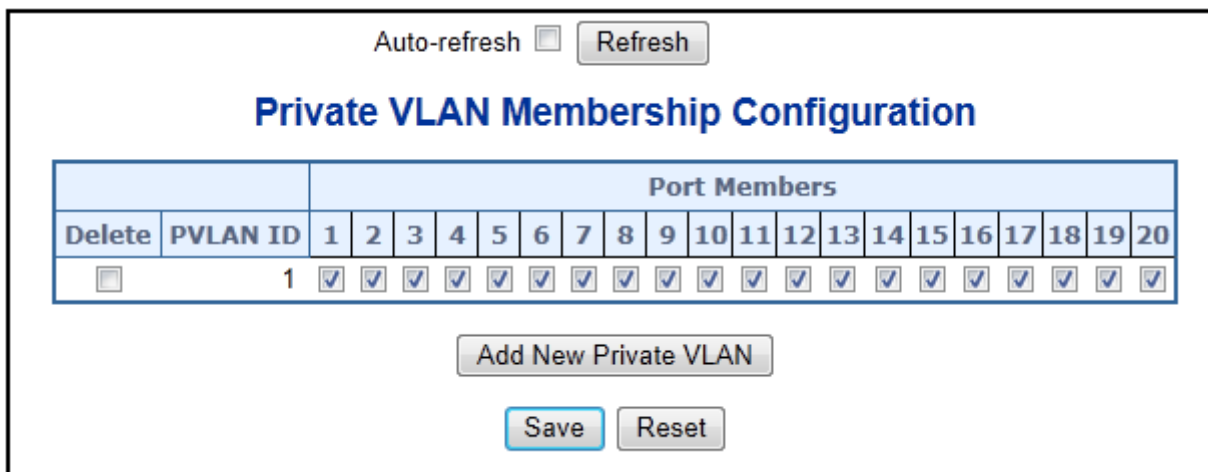 Auto-refresh Refresh
Private VLAN Membership Configuration
Port Members
Delete PVLAN ID 1 2 3 4 5 6 7 8 9 10 11 12 13 14 15 16 17 18 19 20
1
Add New Private VLAN
Save Reset